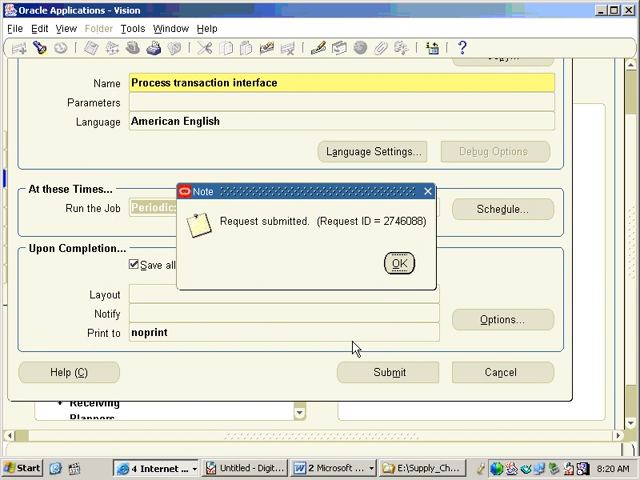 Oracle Applications - Vision
File Edit View Folder Tools Window Help
Name Process transaction interface
Parameters
Language American English
Language Settings... Debug Options
At these Times...
Run the Job Periodic Schedule...
Note
Request submitted. (Request ID = 2746088)
OK
Upon Completion...
Save all
Layout
Notify
Print to noprint
Options...
Help (C) Submit Cancel
Receiving
Planners
Start 4 Internet ... Untitled - Digit... 2 Microsoft ... E:\Supply_Ch... 8:20 AM